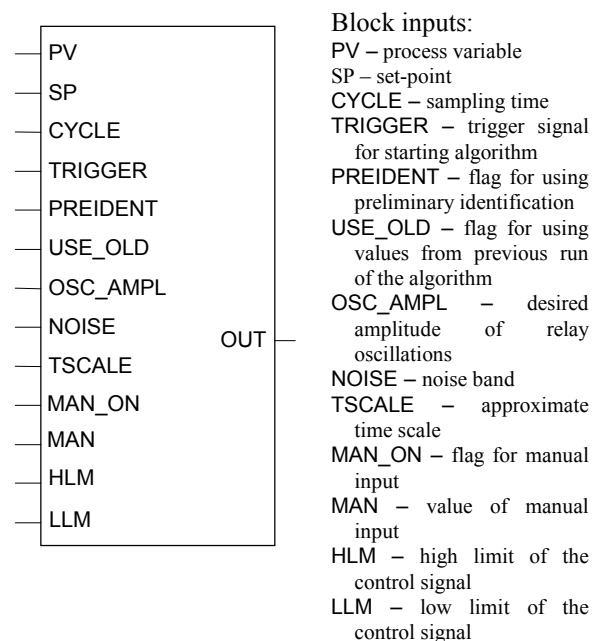 PV
SP
CYCLE
TRIGGER
PREIDENT
USE_OLD
OSC_AMPL
NOISE
OUT
TSCALE
MAN_ON
MAN
HLM
LLM
Block inputs:
PV – process variable
SP – set-point
CYCLE – sampling time
TRIGGER – trigger signal
for starting algorithm
PREIDENT – flag for using
preliminary identification
USE_OLD – flag for using
values from previous run
of the algorithm
OSC_AMPL – desired
amplitude of relay
oscillations
NOISE – noise band
TSCALE – approximate
time scale
MAN_ON – flag for manual
input
MAN – value of manual
input
HLM – high limit of the
control signal
LLM – low limit of the
control signal